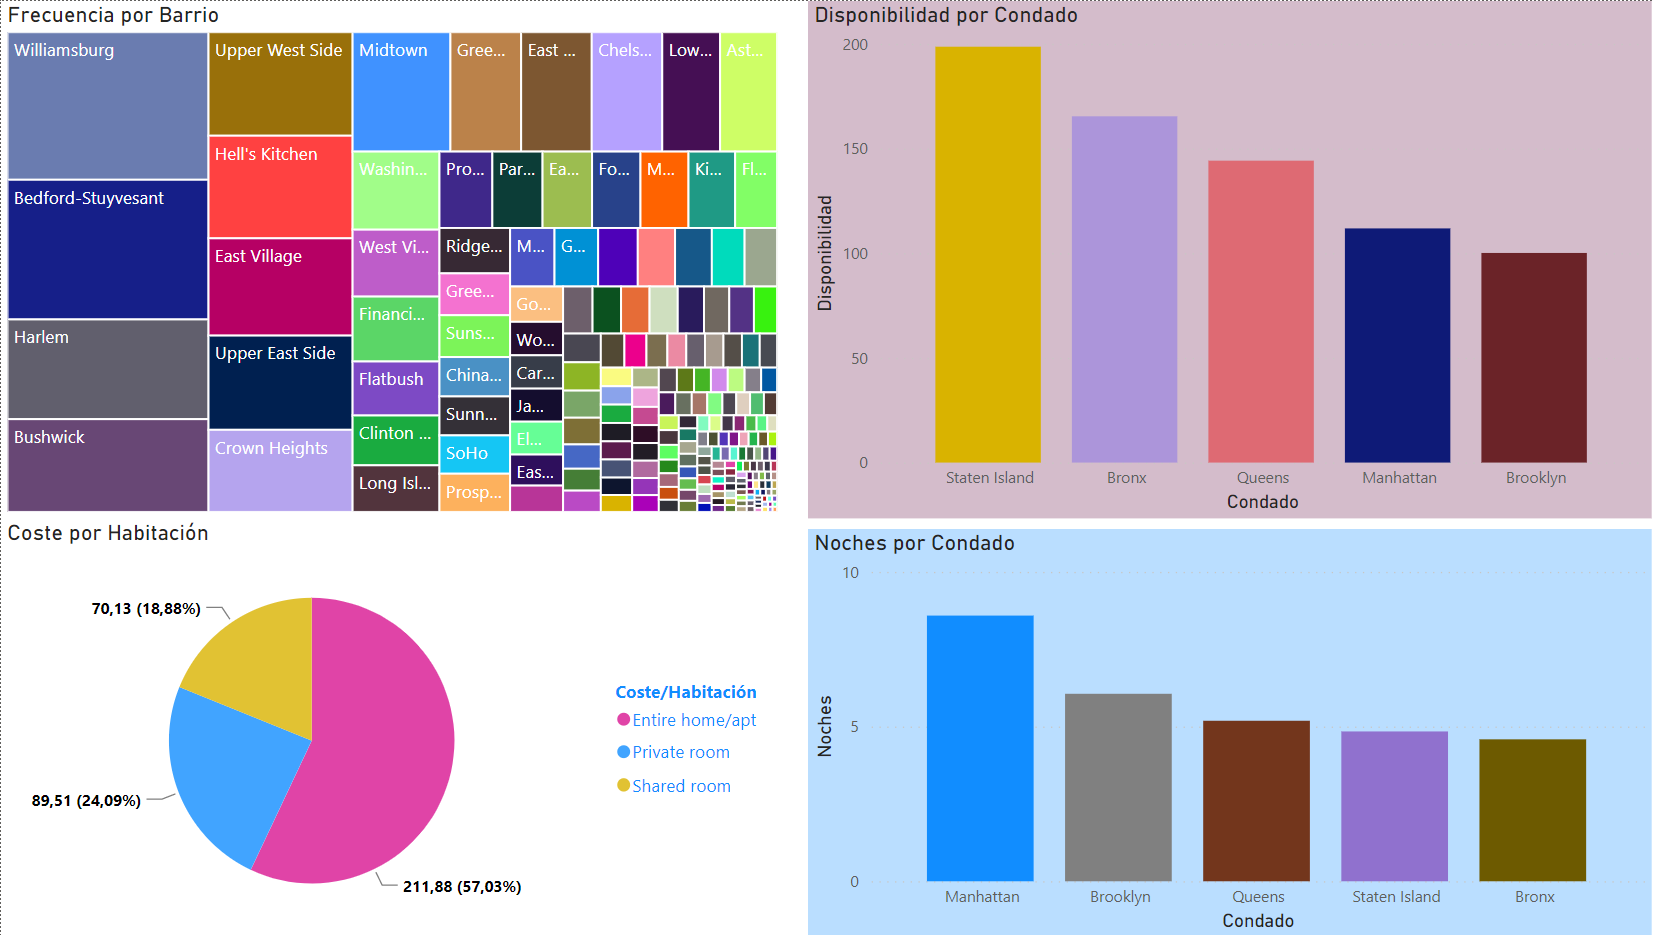 Frecuencia por Barrio
Williamsburg
Bedford-Stuyvesant
Harlem
Bushwick
Upper West Side
Hell's Kitchen
East Village
Upper East Side
Crown Heights
Midtown
Gree...
East ...
Chels...
Low...
Ast...
Washin...
West Vi...
Financi...
Flatbush
Clinton ...
Long Isl...
Pro...
Par...
Ea...
Fo...
M...
Ki...
Fl...
Ridge...
Gree...
Suns...
China...
Sunn...
SoHo
Prosp...
M...
G...
Go...
Wo...
Car...
Ja...
El...
Eas...
Disponibilidad por Condado
Disponibilidad
200
150
100
50
0
Staten Island
Bronx
Queens
Manhattan
Brooklyn
Condado
Coste por Habitación
70,13 (18,88%)
89,51 (24,09%)
211,88 (57,03%)
Coste/Habitación
Entire home/apt
Private room
Shared room
Noches por Condado
Noches
10
5
0
Manhattan
Brooklyn
Queens
Staten Island
Bronx
Condado